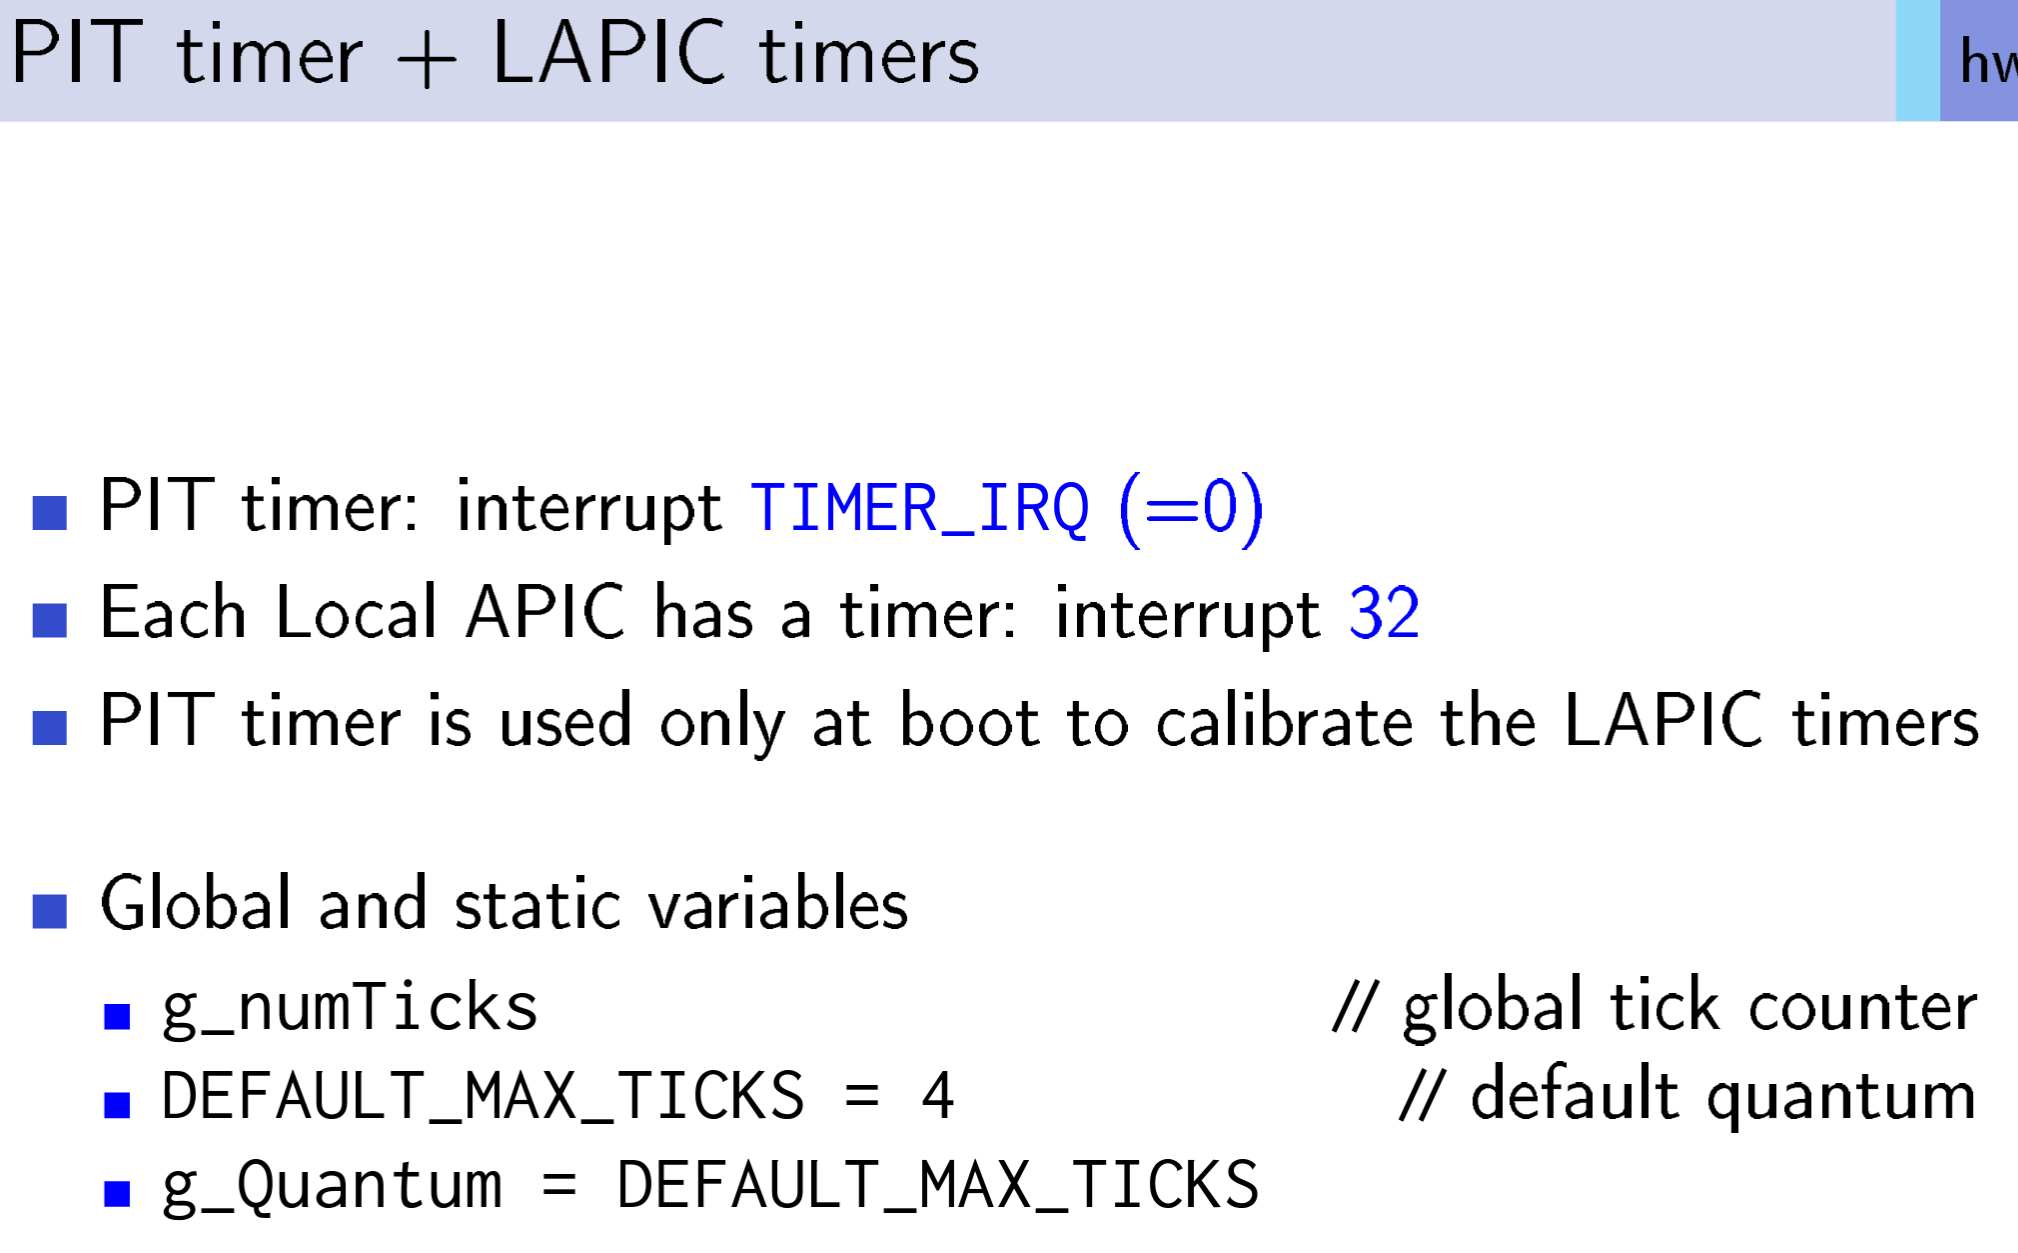 PIT timer + LAPIC timers
PIT timer: interrupt TIMER_IRQ (=0)
Each Local APIC has a timer: interrupt 32
PIT timer is used only at boot to calibrate the LAPIC timers
Global and static variables
g_numTicks // global tick counter
DEFAULT_MAX_TICKS = 4 // default quantum
g_Quantum = DEFAULT_MAX_TICKS